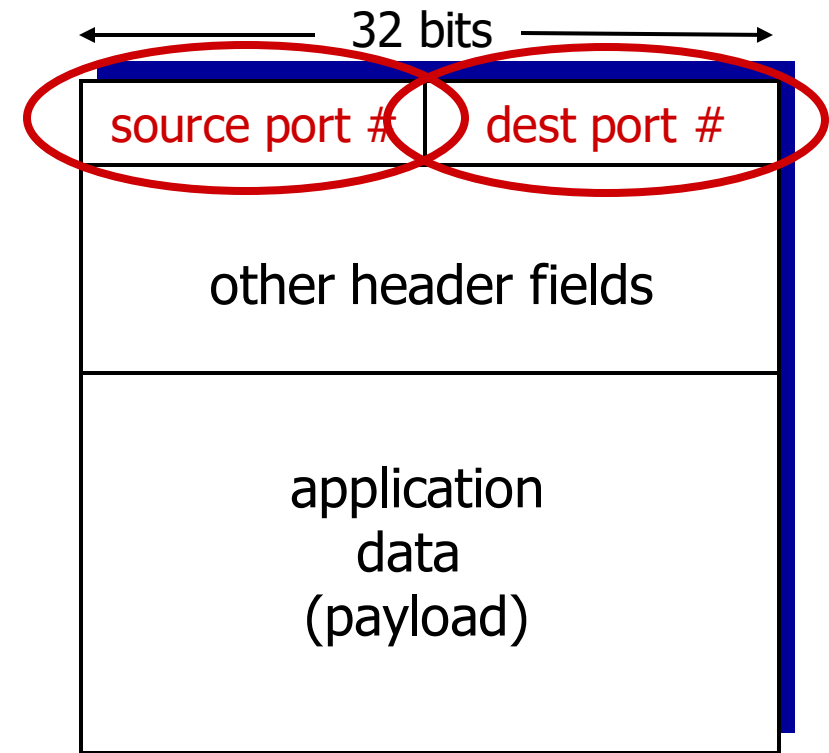 32 bits
source port # dest port #
other header fields
application
data
(payload)